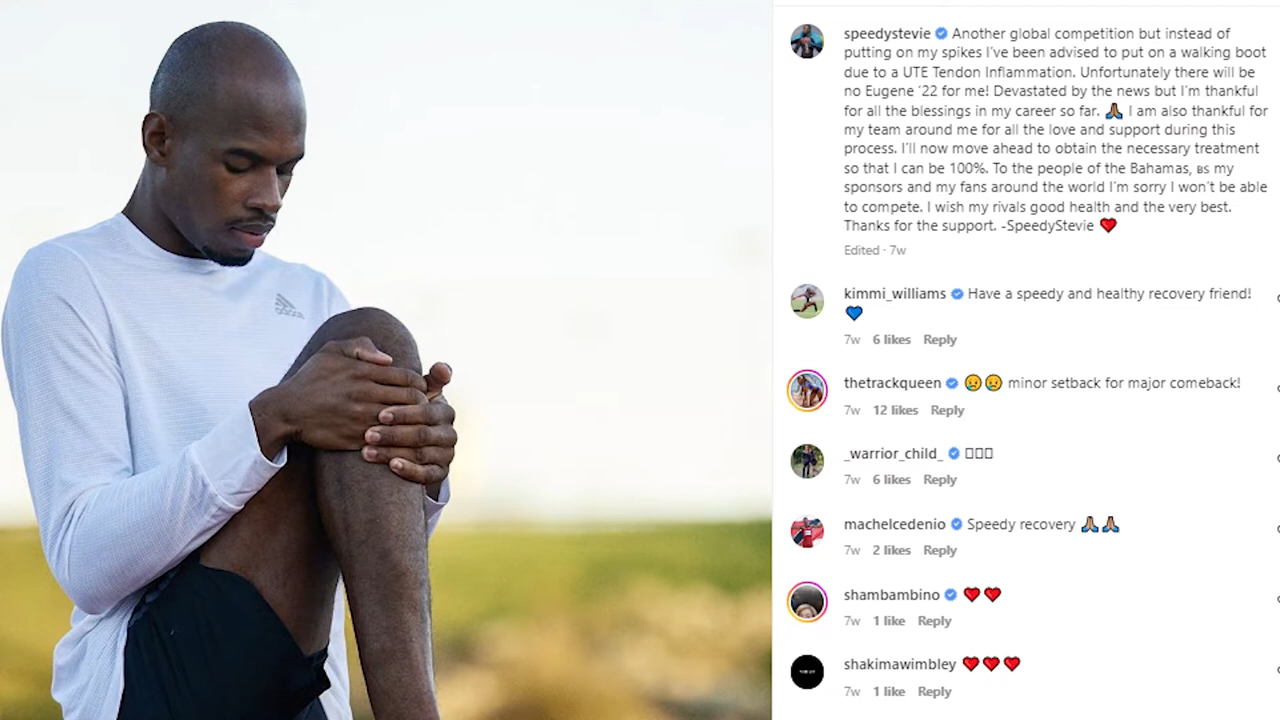 adidas
speedystevie Another global competition but instead of
putting on my spikes I've been advised to put on a walking boot
due to a UTE Tendon Inflammation. Unfortunately there will be
no Eugene '22 for me! Devastated by the news but I'm thankful
for all the blessings in my career so far. 🙏🏾 I am also thankful for
my team around me for all the love and support during this
process. I'll now move ahead to obtain the necessary treatment
so that I can be 100%. To the people of the Bahamas, 🇧🇸 my
sponsors and my fans around the world I'm sorry I won't be able
to compete. I wish my rivals good health and the very best.
Thanks for the support. -SpeedyStevie ❤️
Edited · 7w
kimmi_williams Have a speedy and healthy recovery friend!
💙
7w 6 likes Reply
thetrackqueen 😢😢 minor setback for major comeback!
7w 12 likes Reply
_warrior_child_ □□□
7w 6 likes Reply
machelcedenio Speedy recovery 🙏🏽🙏🏽
7w 2 likes Reply
shambambino ❤️❤️
7w 1 like Reply
shakimawimbley ❤️❤️❤️
7w 1 like Reply